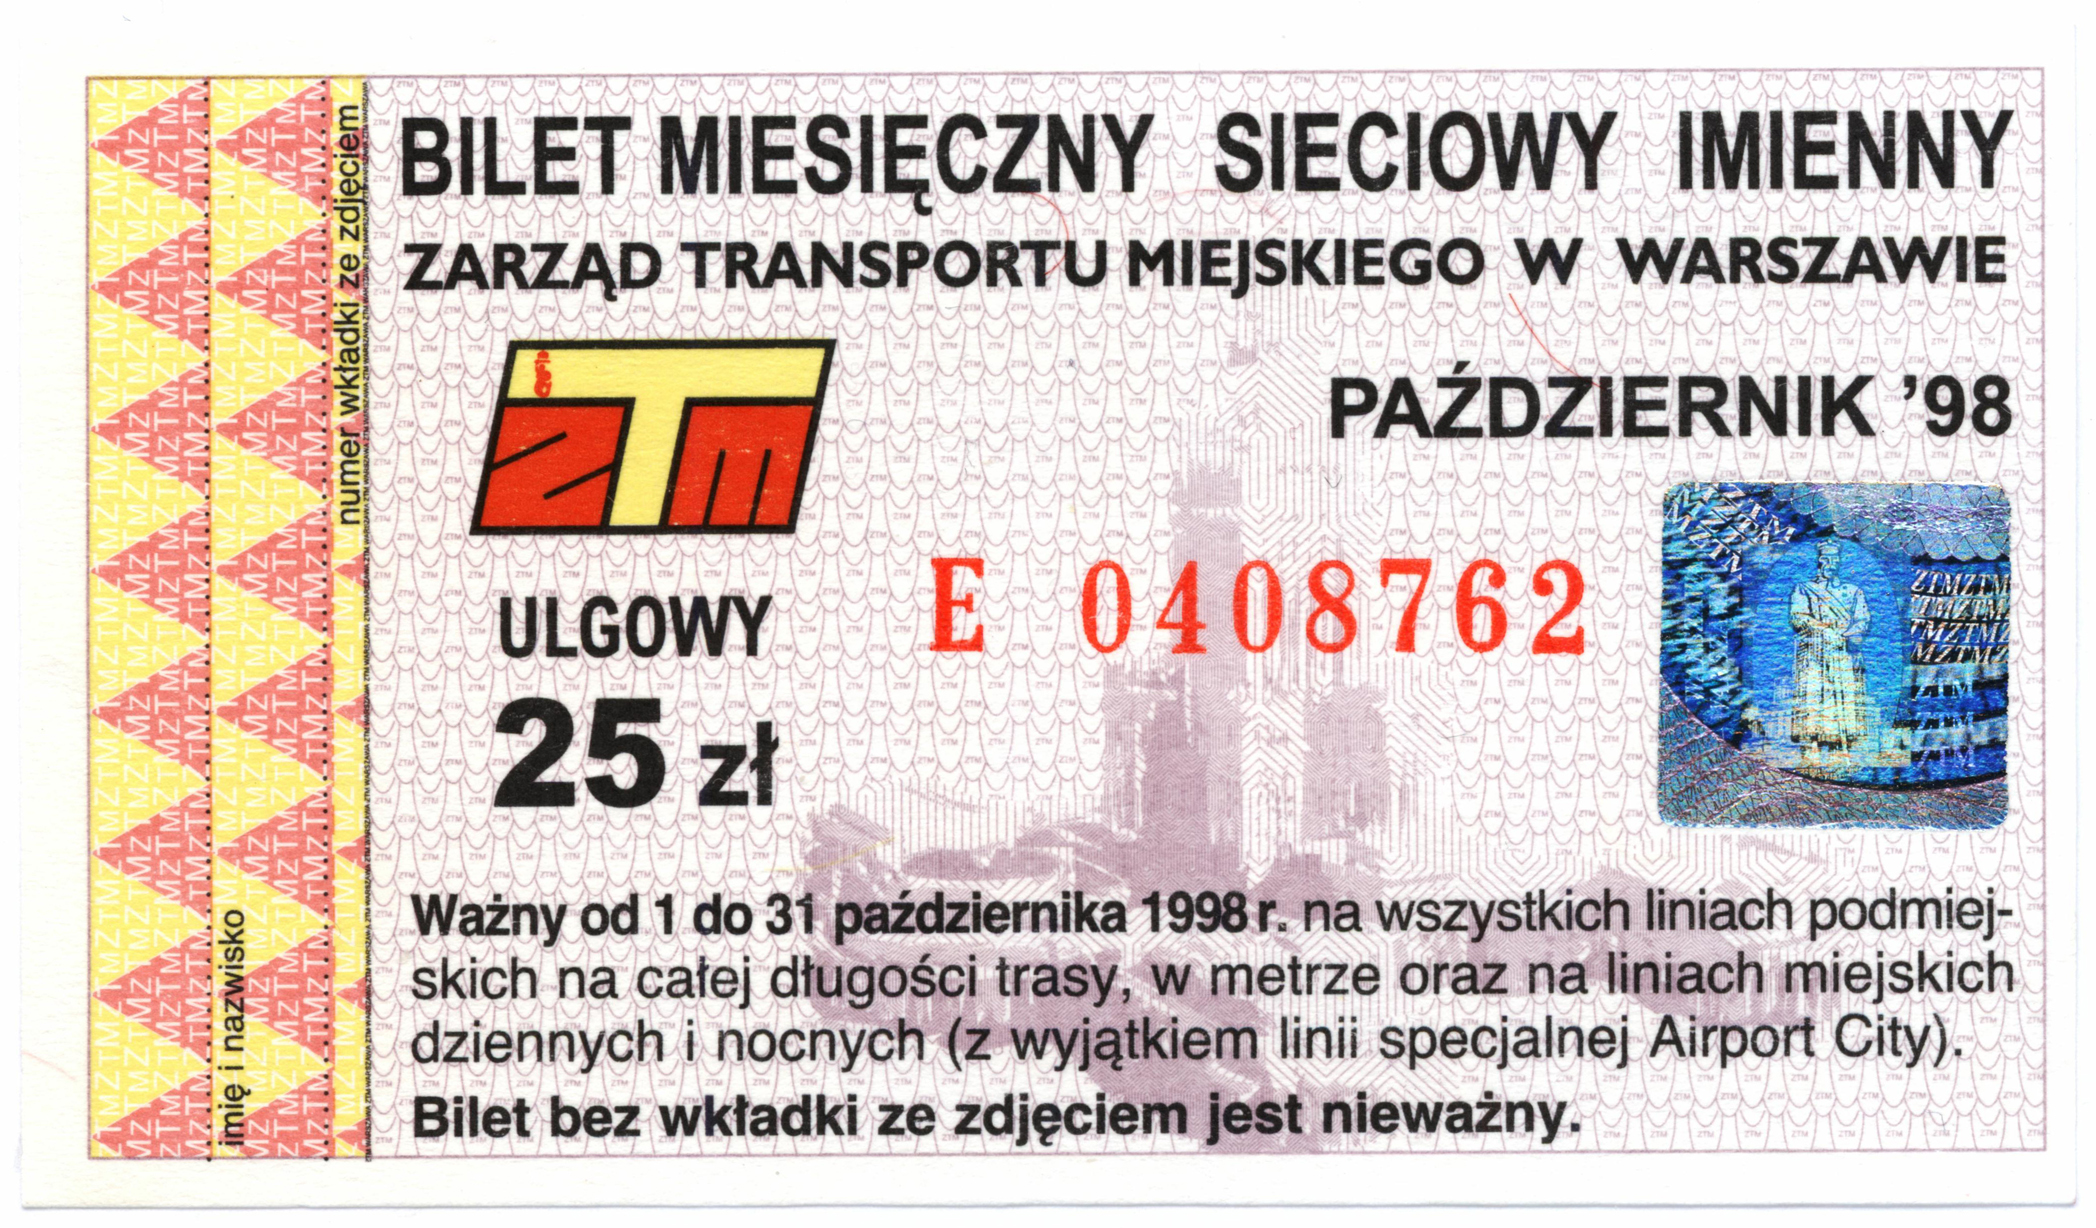 BILET MIESIĘCZNY SIECIOWY IMIENNY
ZARZĄD TRANSPORTU MIEJSKIEGO W WARSZAWIE
ZTM
PAŹDZIERNIK ’98
E 0408762
ULGOWY
25 zł
Ważny od 1 do 31 października 1998 r. na wszystkich liniach podmiej-
skich na całej długości trasy, w metrze oraz na liniach miejskich
dziennych i nocnych (z wyjątkiem linii specjalnej Airport City).
Bilet bez wkładki ze zdjęciem jest nieważny.
imię i nazwisko
numer wkładki ze zdjęciem